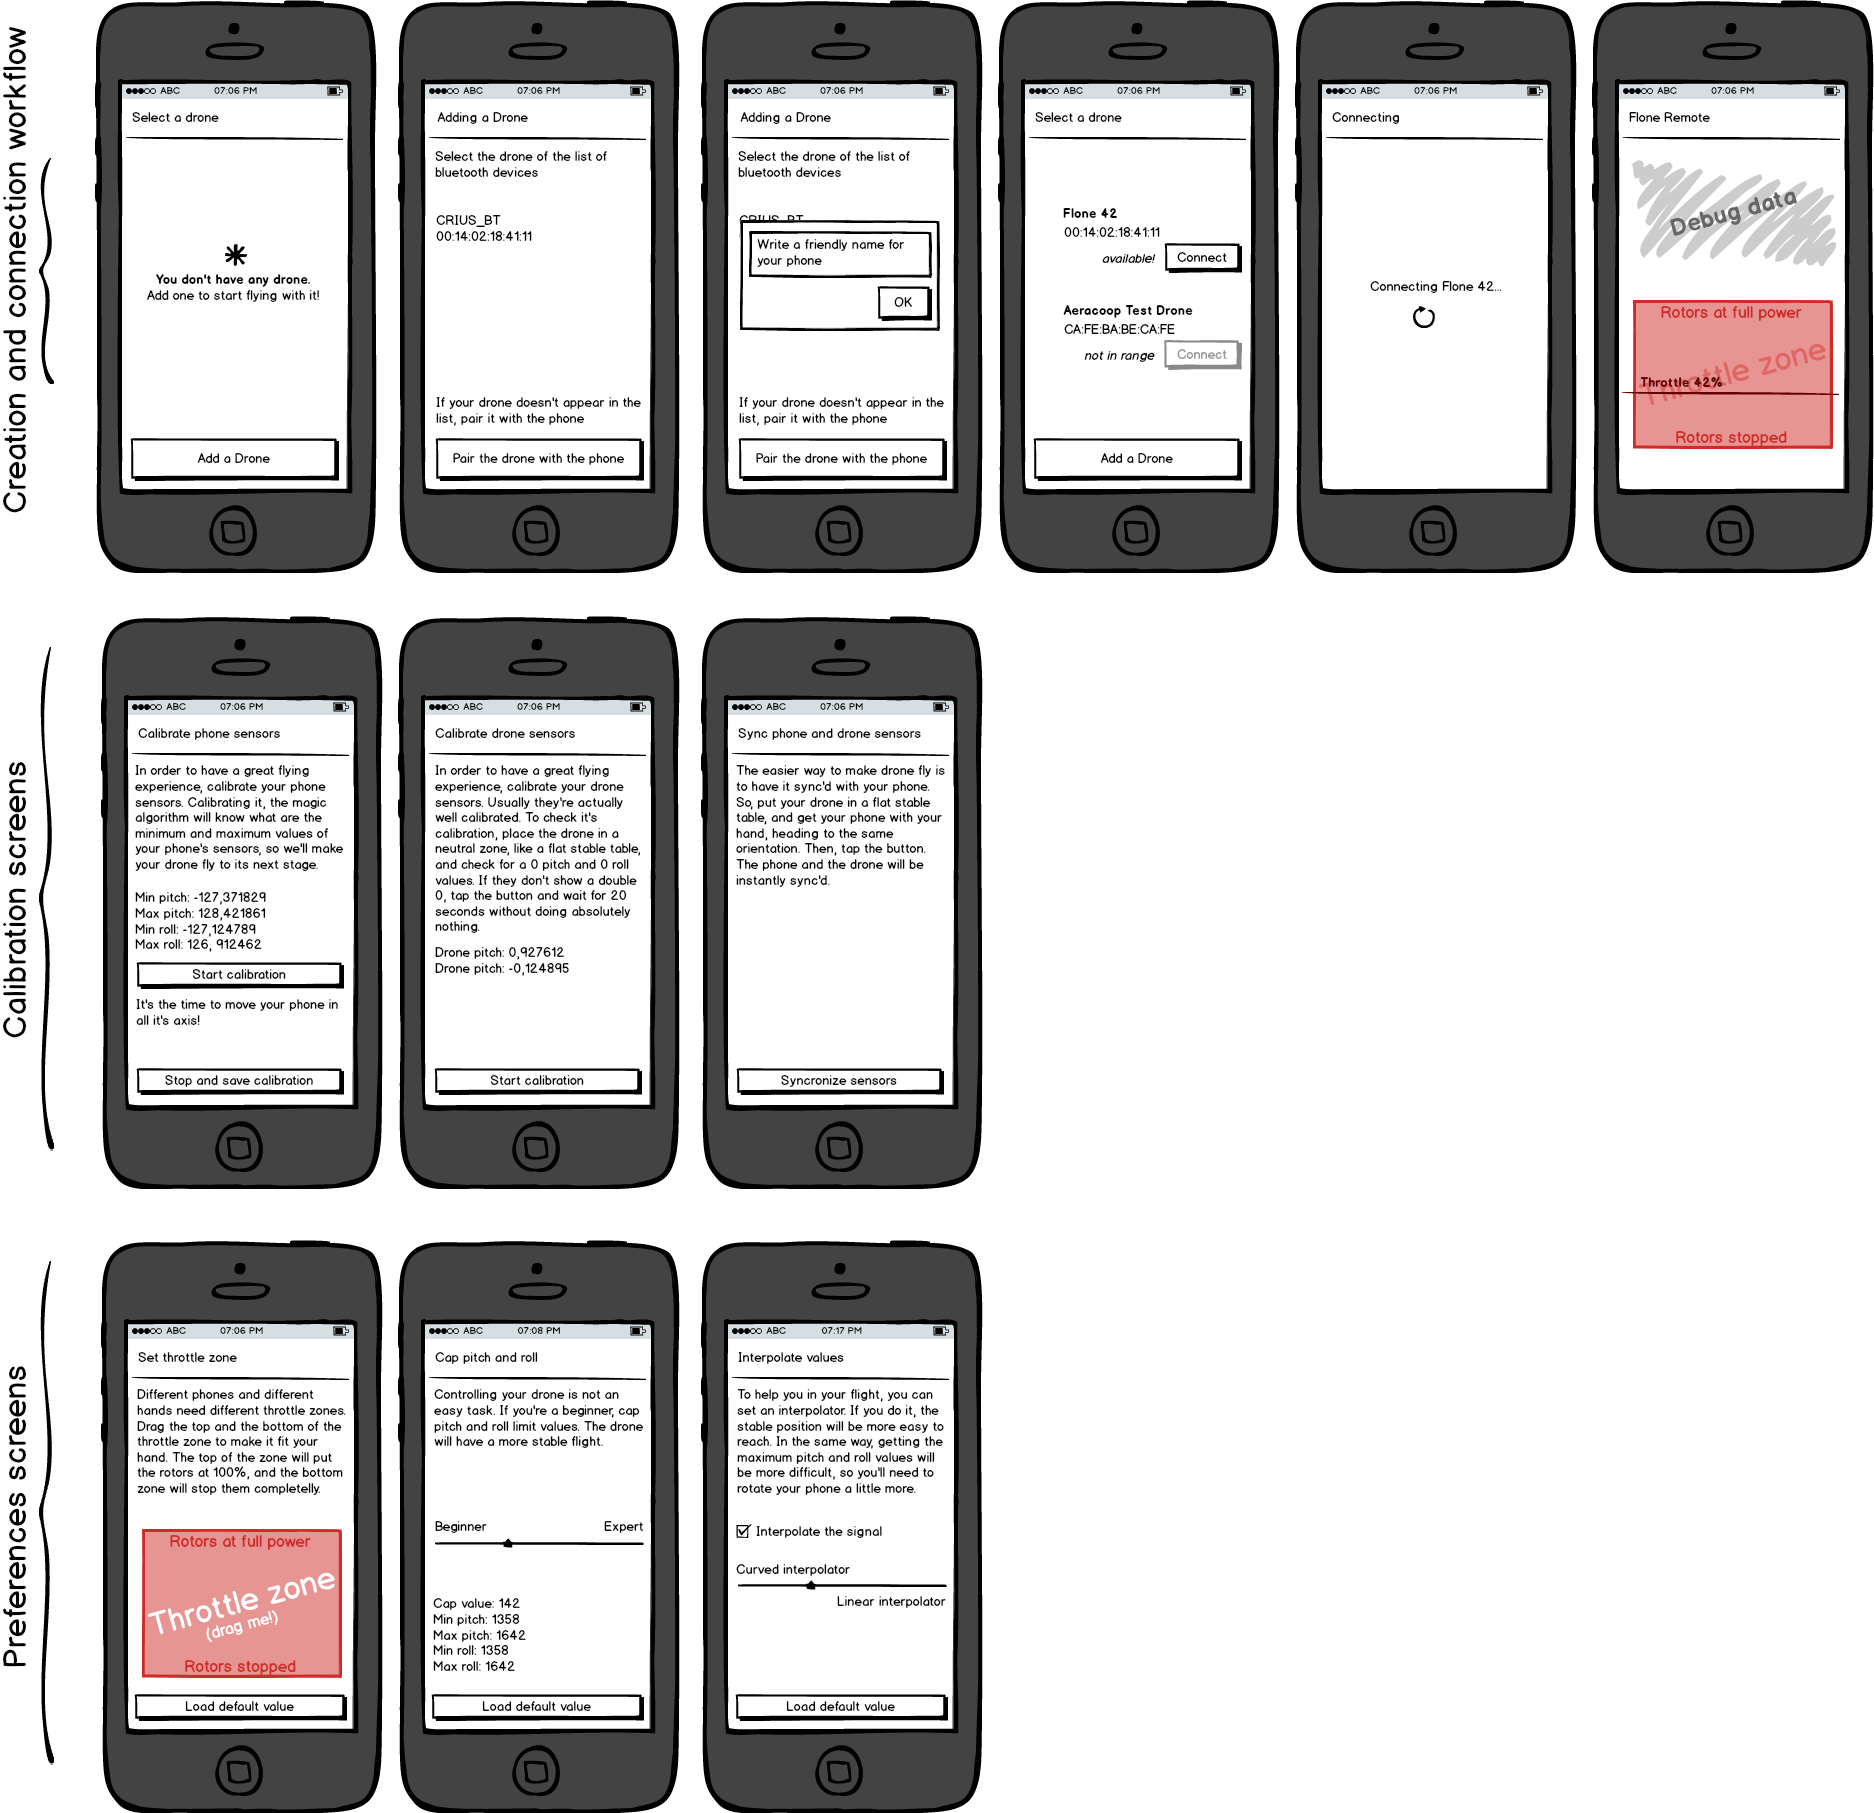 Creation and connection workflow
●●●○○ ABC 07:06 PM
Select a drone
You don't have any drone.
Add one to start flying with it!
Add a Drone
●●●○○ ABC 07:06 PM
Adding a Drone
Select the drone of the list of
bluetooth devices
CRIUS_BT
00:14:02:18:41:11
If your drone doesn't appear in the
list, pair it with the phone
Pair the drone with the phone
●●●○○ ABC 07:06 PM
Adding a Drone
Select the drone of the list of
bluetooth devices
CRIUS_BT
Write a friendly name for
your phone
OK
If your drone doesn't appear in the
list, pair it with the phone
Pair the drone with the phone
●●●○○ ABC 07:06 PM
Select a drone
Flone 42
00:14:02:18:41:11
available! Connect
Aeracoop Test Drone
CA:FE:BA:BE:CA:FE
not in range Connect
Add a Drone
●●●○○ ABC 07:06 PM
Connecting
Connecting Flone 42...
●●●○○ ABC 07:06 PM
Flone Remote
Debug data
Rotors at full power
Throttle zone
Throttle 42%
Rotors stopped
Calibration screens
●●●○○ ABC 07:06 PM
Calibrate phone sensors
In order to have a great flying
experience, calibrate your phone
sensors. Calibrating it, the magic
algorithm will know what are the
minimum and maximum values of
your phone's sensors, so we'll make
your drone fly to its next stage.
Min pitch: -127,371829
Max pitch: 128,421861
Min roll: -127,124789
Max roll: 126, 912462
Start calibration
It's the time to move your phone in
all it's axis!
Stop and save calibration
●●●○○ ABC 07:06 PM
Calibrate drone sensors
In order to have a great flying
experience, calibrate your drone
sensors. Usually they're actually
well calibrated. To check it's
calibration, place the drone in a
neutral zone, like a flat stable table,
and check for a 0 pitch and 0 roll
values. If they don't show a double
0, tap the button and wait for 20
seconds without doing absolutely
nothing.
Drone pitch: 0,927612
Drone pitch: -0,124895
Start calibration
●●●○○ ABC 07:06 PM
Sync phone and drone sensors
The easier way to make drone fly is
to have it sync'd with your phone.
So, put your drone in a flat stable
table, and get your phone with your
hand, heading to the same
orientation. Then, tap the button.
The phone and the drone will be
instantly sync'd.
Syncronize sensors
Preferences screens
●●●○○ ABC 07:06 PM
Set throttle zone
Different phones and different
hands need different throttle zones.
Drag the top and the bottom of the
throttle zone to make it fit your
hand. The top of the zone will put
the rotors at 100%, and the bottom
zone will stop them completelly.
Rotors at full power
Throttle zone
(drag me!)
Rotors stopped
Load default value
●●●○○ ABC 07:08 PM
Cap pitch and roll
Controlling your drone is not an
easy task. If you're a beginner, cap
pitch and roll limit values. The drone
will have a more stable flight.
Beginner Expert
Cap value: 142
Min pitch: 1358
Max pitch: 1642
Min roll: 1358
Max roll: 1642
Load default value
●●●○○ ABC 07:17 PM
Interpolate values
To help you in your flight, you can
set an interpolator. If you do it, the
stable position will be more easy to
reach. In the same way, getting the
maximum pitch and roll values will
be more difficult, so you'll need to
rotate your phone a little more.
Interpolate the signal
Curved interpolator
Linear interpolator
Load default value